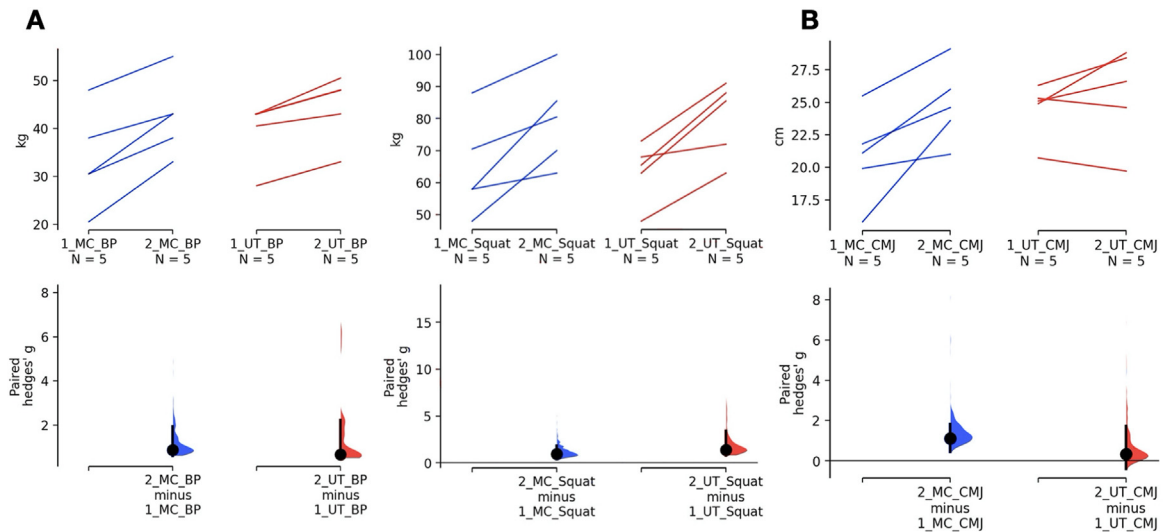 A
B
50
40
30
20
kg
1_MC_BP
N = 5
2_MC_BP
N = 5
1_UT_BP
N = 5
2_UT_BP
N = 5
100
90
80
70
60
50
kg
1_MC_Squat
N = 5
2_MC_Squat
N = 5
1_UT_Squat
N = 5
2_UT_Squat
N = 5
27.5
25.0
22.5
20.0
17.5
cm
1_MC_CMJ
N = 5
2_MC_CMJ
N = 5
1_UT_CMJ
N = 5
2_UT_CMJ
N = 5
8
6
4
2
Paired
hedges' g
2_MC_BP
minus
1_MC_BP
2_UT_BP
minus
1_UT_BP
15
10
5
0
Paired
hedges' g
2_MC_Squat
minus
1_MC_Squat
2_UT_Squat
minus
1_UT_Squat
8
6
4
2
0
Paired
hedges' g
2_MC_CMJ
minus
1_MC_CMJ
2_UT_CMJ
minus
1_UT_CMJ